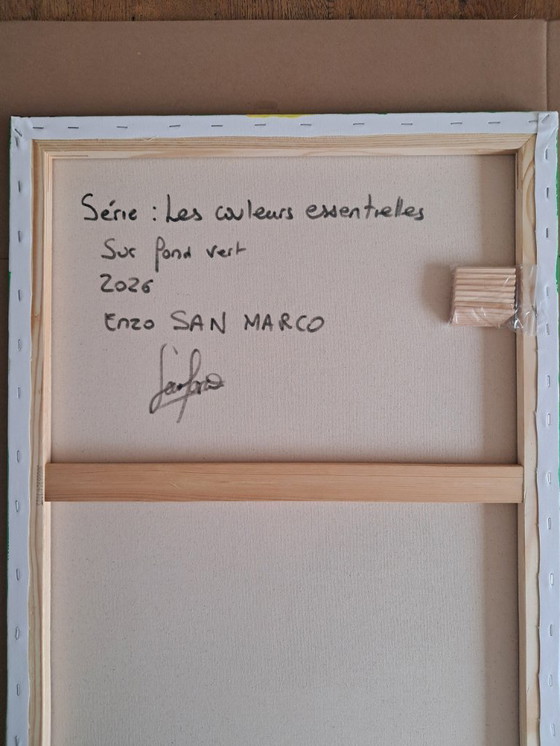 Série : Les couleurs essentielles
Sur fond vert
2026
Enzo SAN MARCO